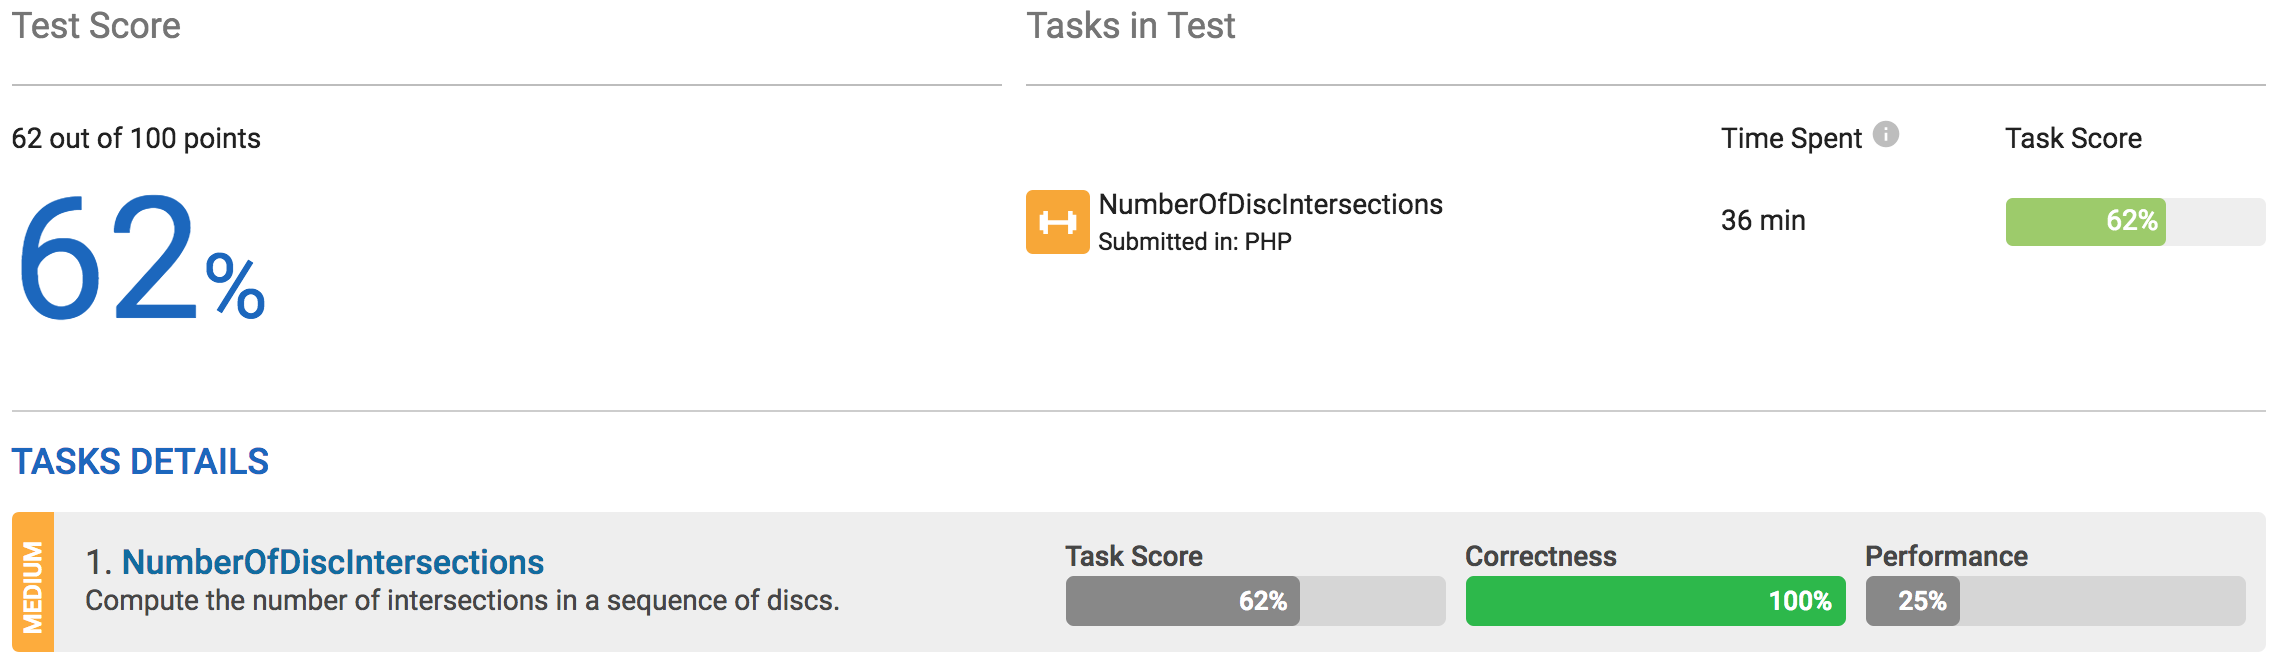 Test Score
Tasks in Test
62 out of 100 points
62%
Time Spent
Task Score
NumberOfDiscIntersections
Submitted in: PHP
36 min
62%
TASKS DETAILS
MEDIUM
1. NumberOfDiscIntersections
Compute the number of intersections in a sequence of discs.
Task Score
62%
Correctness
100%
Performance
25%